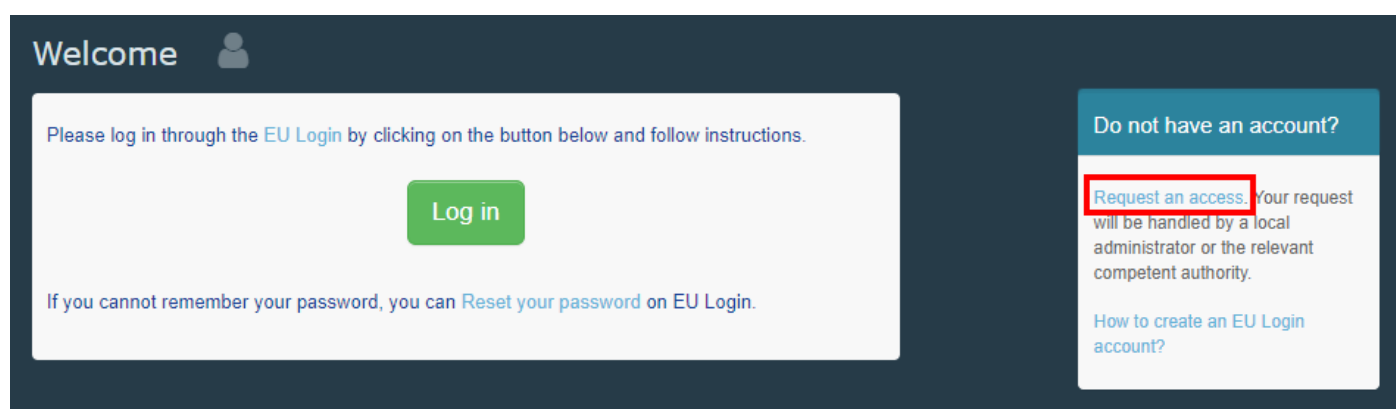 Welcome
Please log in through the EU Login by clicking on the button below and follow instructions.
Log in
If you cannot remember your password, you can Reset your password on EU Login.
Do not have an account?
Request an access. Your request
will be handled by a local
administrator or the relevant
competent authority.
How to create an EU Login
account?